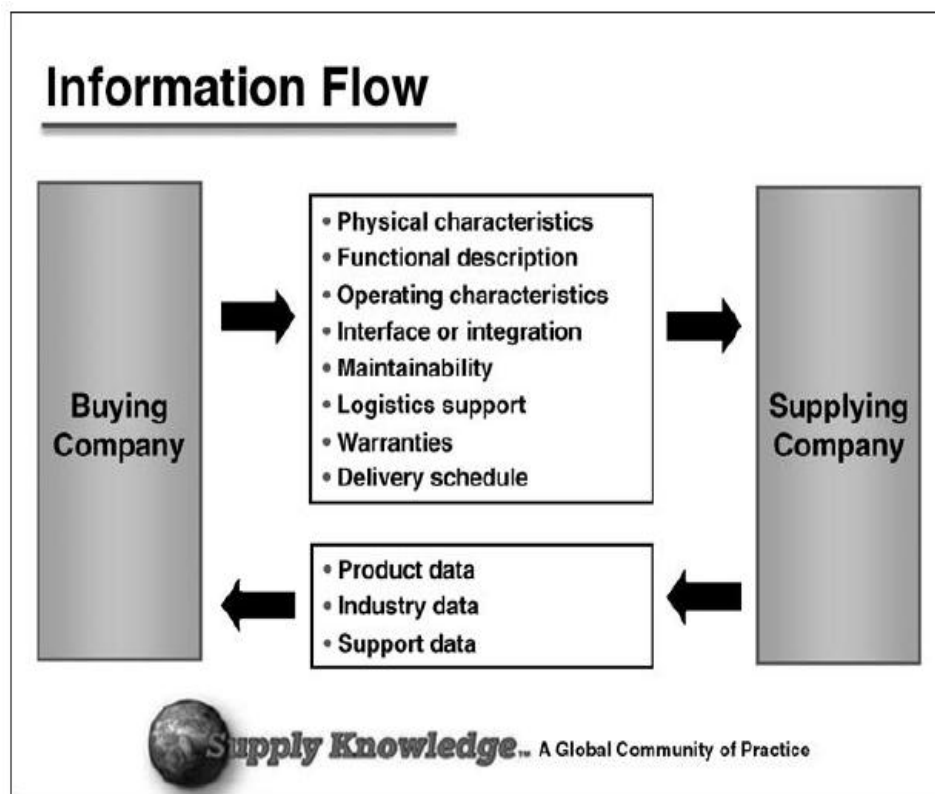 Information Flow
Buying
Company
• Physical characteristics
• Functional description
• Operating characteristics
• Interface or integration
• Maintainability
• Logistics support
• Warranties
• Delivery schedule
Supplying
Company
• Product data
• Industry data
• Support data
Supply Knowledge™ A Global Community of Practice